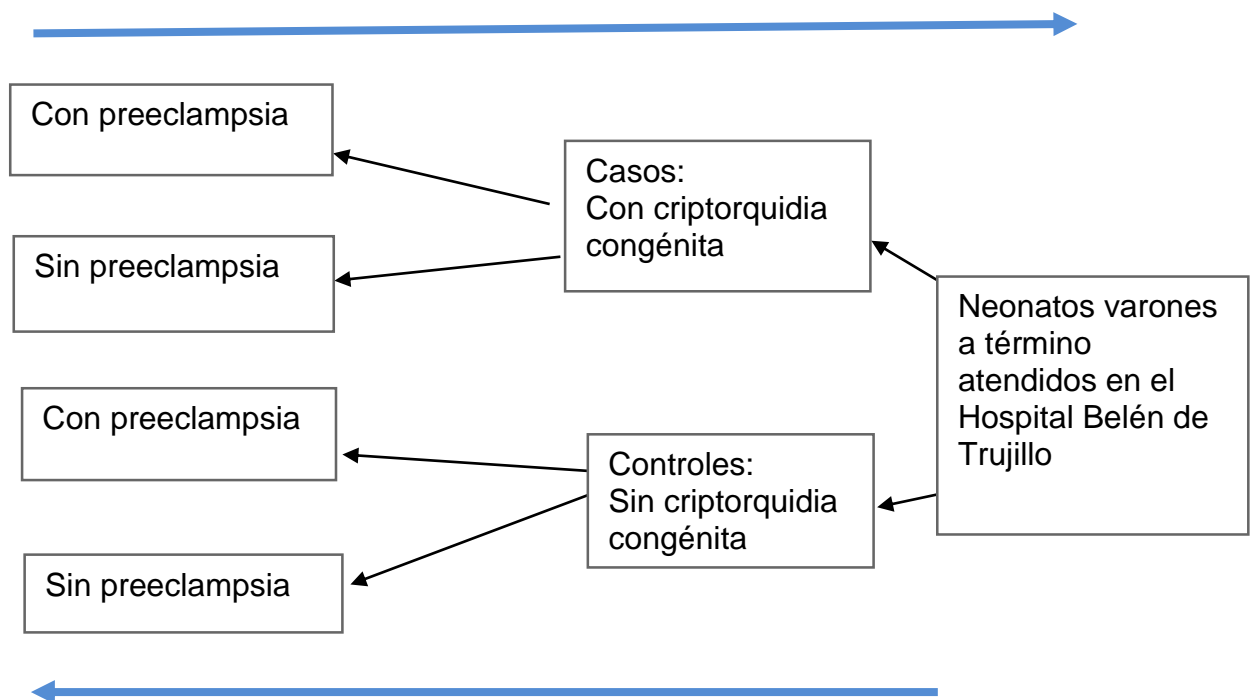 Con preeclampsia
Sin preeclampsia
Con preeclampsia
Sin preeclampsia
Casos:
Con criptorquidia
congénita
Controles:
Sin criptorquidia
congénita
Neonatos varones
a término
atendidos en el
Hospital Belén de
Trujillo